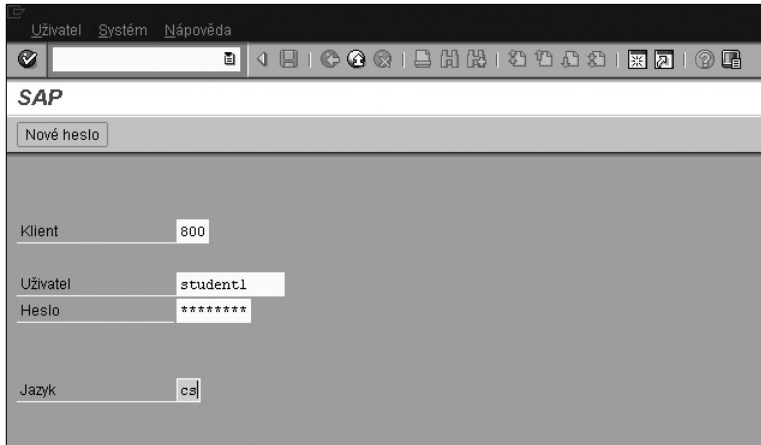 Uživatel Systém Nápověda
SAP
Nové heslo
Klient 800
Uživatel student1
Heslo ********
Jazyk cs